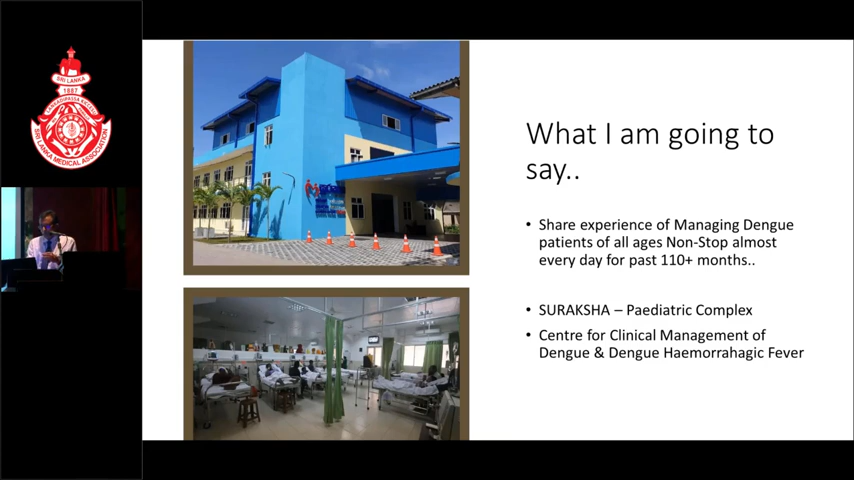 SRI LANKA
1887
SRI LANKA MEDICAL ASSOCIATION
What I am going to
say..
• Share experience of Managing Dengue
patients of all ages Non-Stop almost
every day for past 110+ months..
• SURAKSHA – Paediatric Complex
• Centre for Clinical Management of
Dengue & Dengue Haemorrahagic Fever